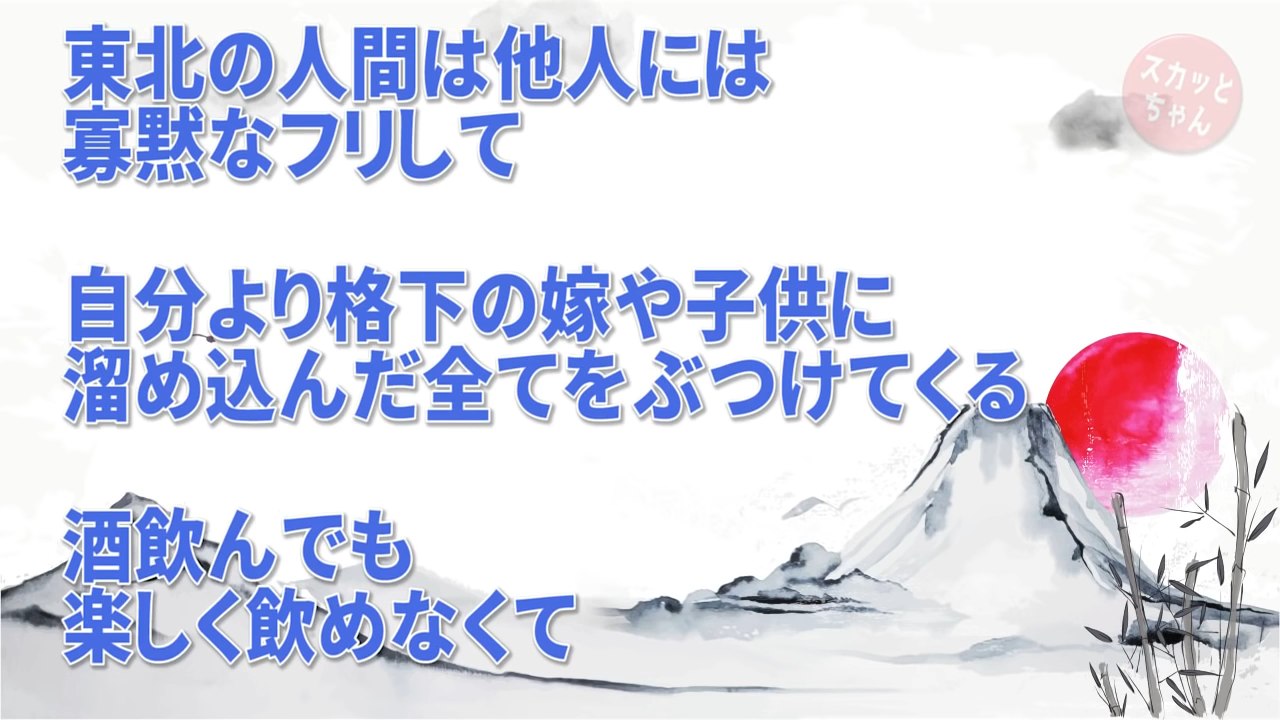 東北の人間は他人には
寡黙なフリして
自分より格下の嫁や子供に
溜め込んだ全てをぶつけてくる
酒飲んでも
楽しく飲めなくて
スカッと
ちゃん